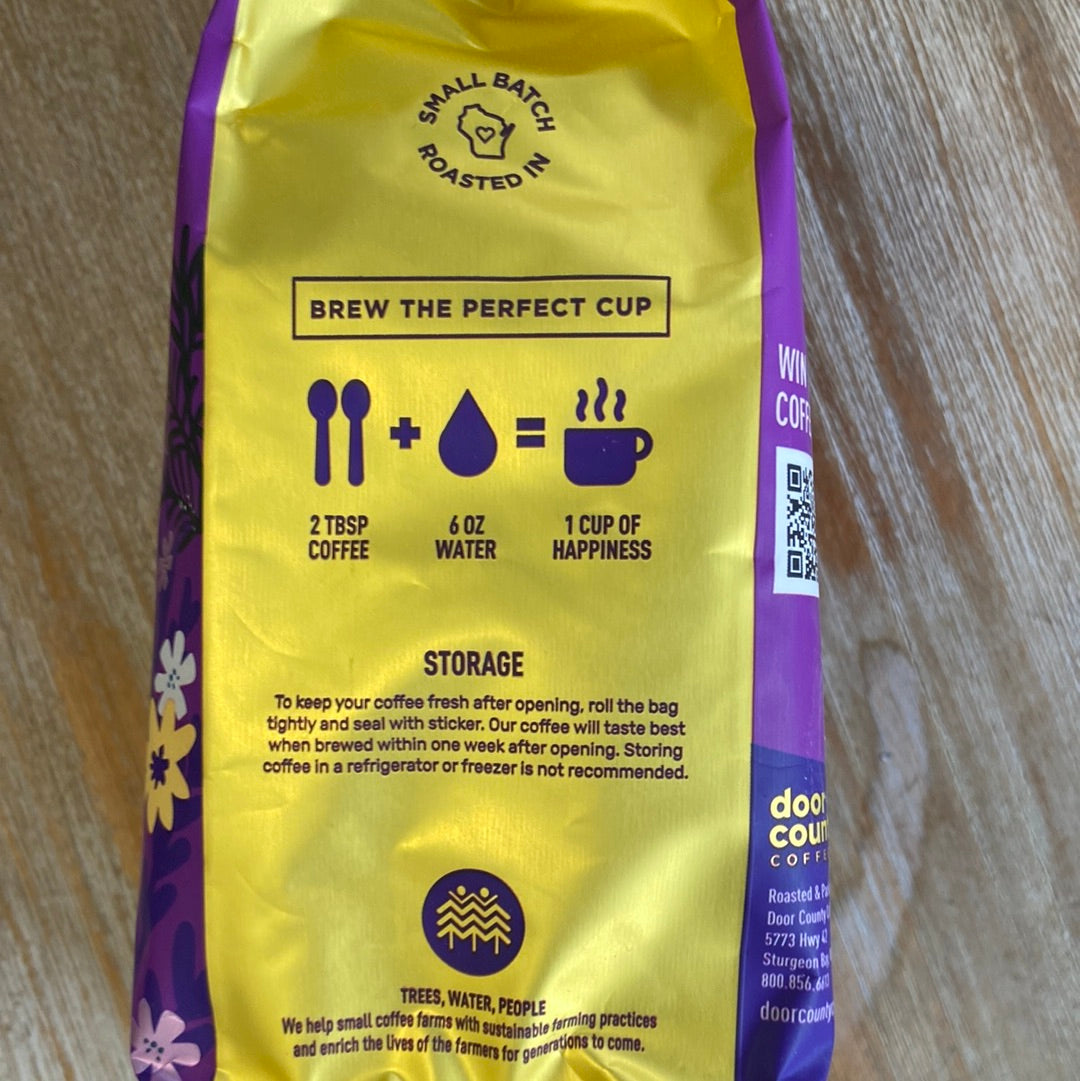 SMALL BATCH
ROASTED IN
BREW THE PERFECT CUP
2 TBSP
COFFEE
6 OZ
WATER
1 CUP OF
HAPPINESS
STORAGE
To keep your coffee fresh after opening, roll the bag
tightly and seal with sticker. Our coffee will taste best
when brewed within one week after opening. Storing
coffee in a refrigerator or freezer is not recommended.
TREES, WATER, PEOPLE
We help small coffee farms with sustainable farming practices
and enrich the lives of the farmers for generations to come.
door
Roasted &
Door County
5773 Hwy 42
Sturgeon